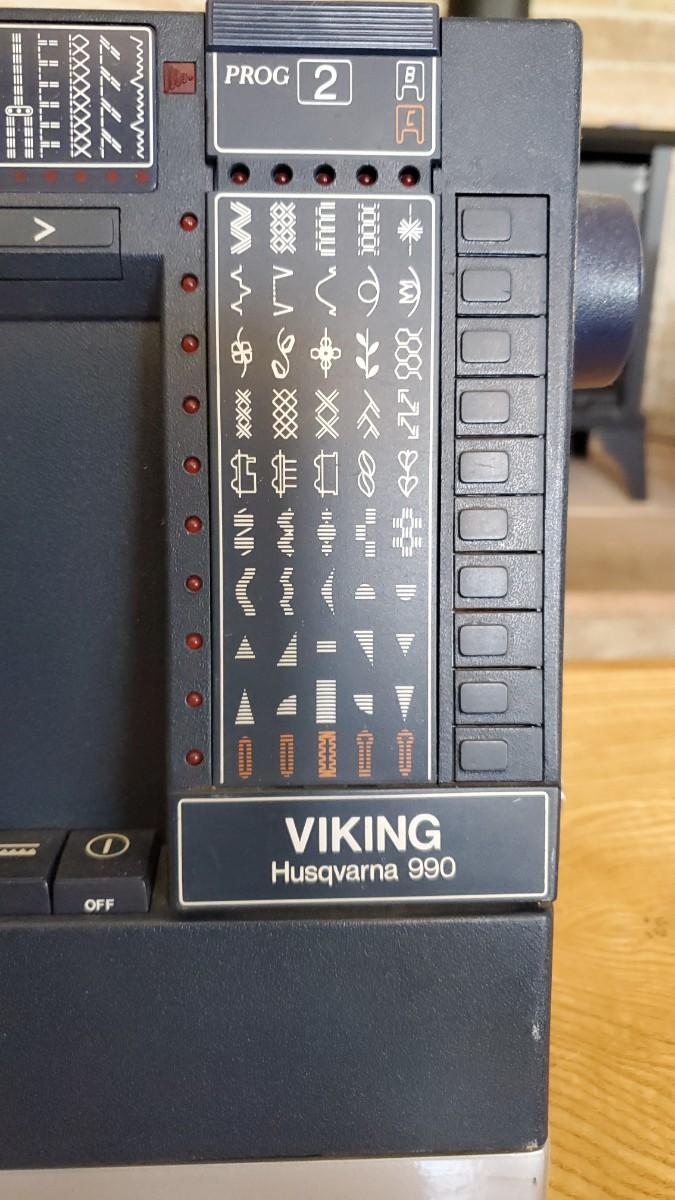 PROG 2
B
C
>
VIKING
Husqvarna 990
OFF